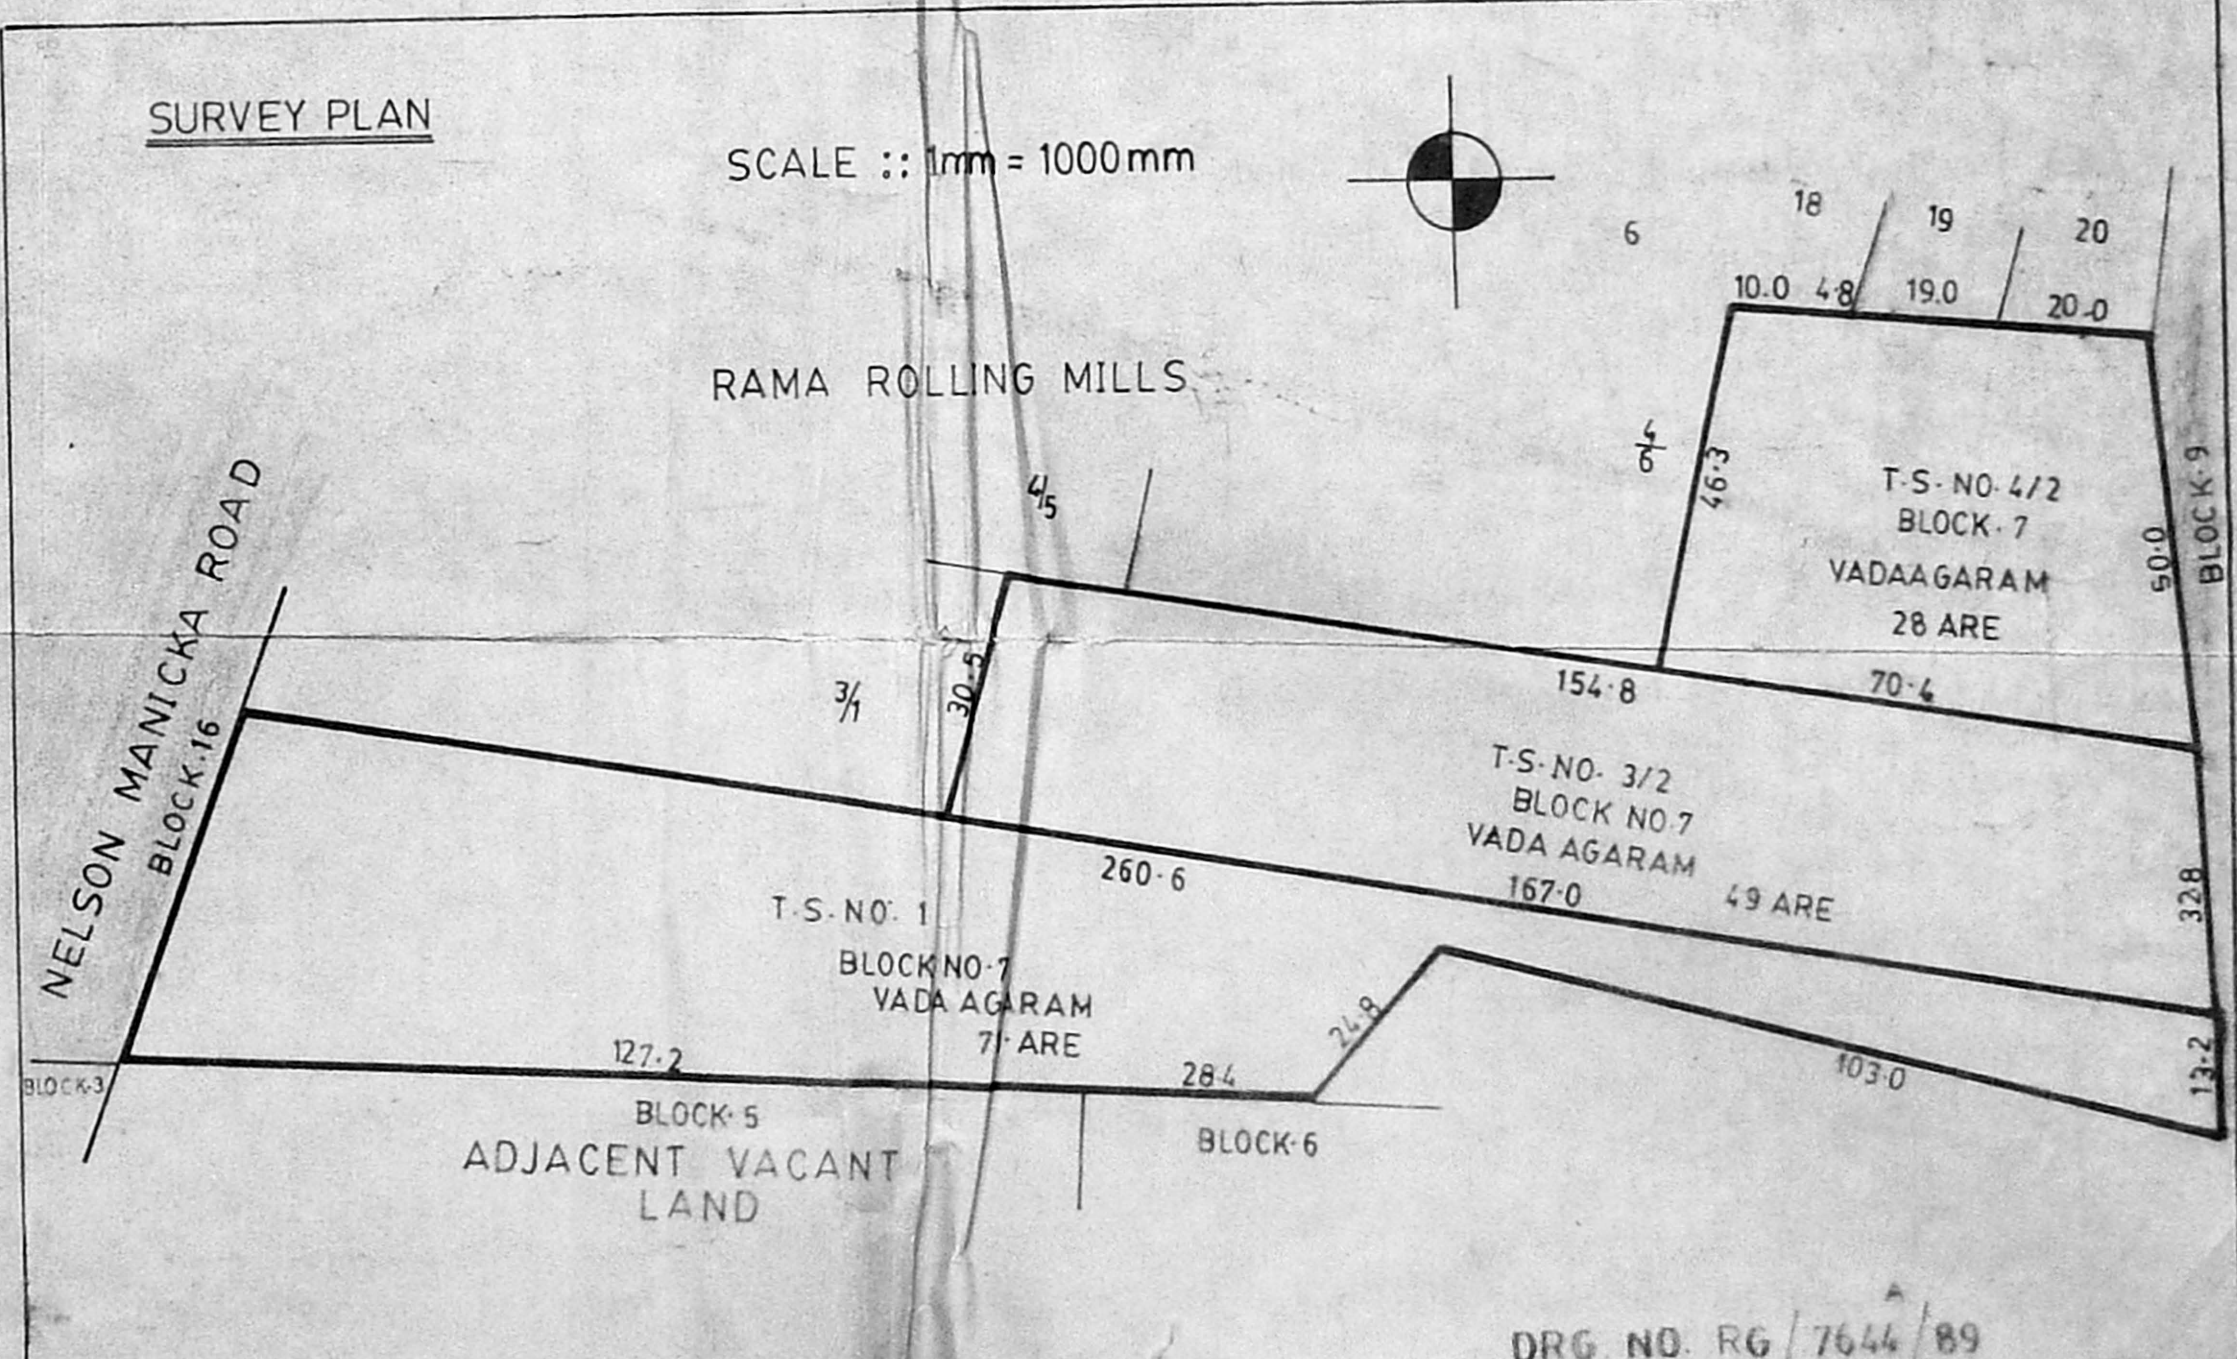 SURVEY PLAN
SCALE :: 1mm = 1000mm
6
18
19
20
10.0 4.8
19.0
20.0
RAMA ROLLING MILLS
4/5
4/6
46.3
T.S. NO. 4/2
BLOCK. 7
VADAAGARAM
28 ARE
50.0
BLOCK.9
NELSON MANICKA ROAD
BLOCK.16
3/1
30.5
154.8
70.4
T.S. NO. 3/2
BLOCK NO.7
VADA AGARAM
49 ARE
260.6
167.0
32.8
T.S. NO. 1
BLOCK NO.7
VADA AGARAM
71 ARE
127.2
28.4
24.8
103.0
13.2
BLOCK.3
BLOCK. 5
ADJACENT VACANT
LAND
BLOCK.6
DRG. NO. RG / 7644 / 89
A